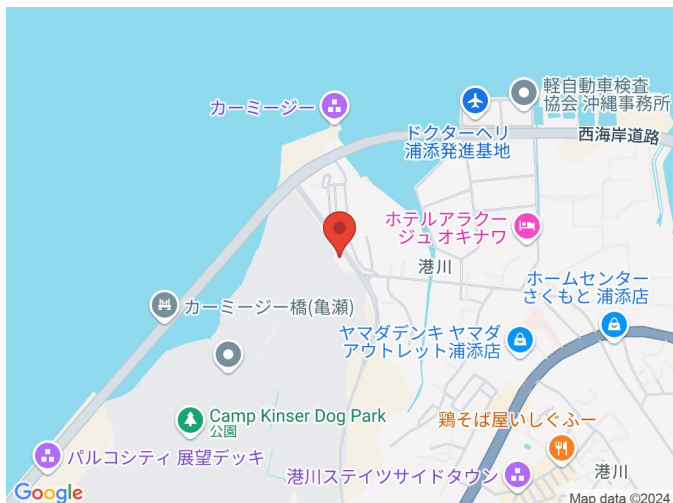 カーミージー
軽自動車検査
協会 沖縄事務所
西海岸道路
ドクターヘリ
浦添発進基地
ホテルアラクー
ジュ オキナワ
港川
ホームセンター
さくもと 浦添店
カーミージー橋(亀瀬)
ヤマダデンキ ヤマダ
アウトレット浦添店
Camp Kinser Dog Park
公園
鶏そば屋いしぐふー
パルコシティ 展望デッキ
港川ステイツサイドタウン
港川
Google
Map data ©2024